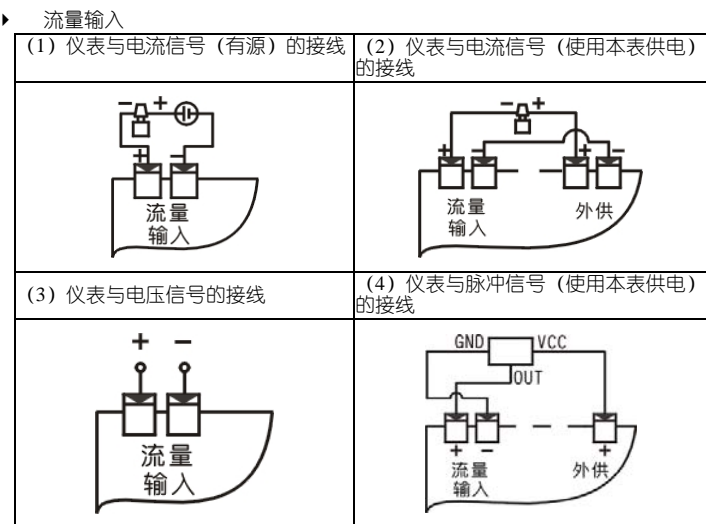 流量输入
(1) 仪表与电流信号（有源）的接线
(2) 仪表与电流信号（使用本表供电）
的接线
- +
+ -
流量
输入
- +
+ - + -
流量
输入
外供
(3) 仪表与电压信号的接线
(4) 仪表与脉冲信号（使用本表供电）
的接线
+ -
流量
输入
GND VCC
OUT
+ - +
流量
输入
外供